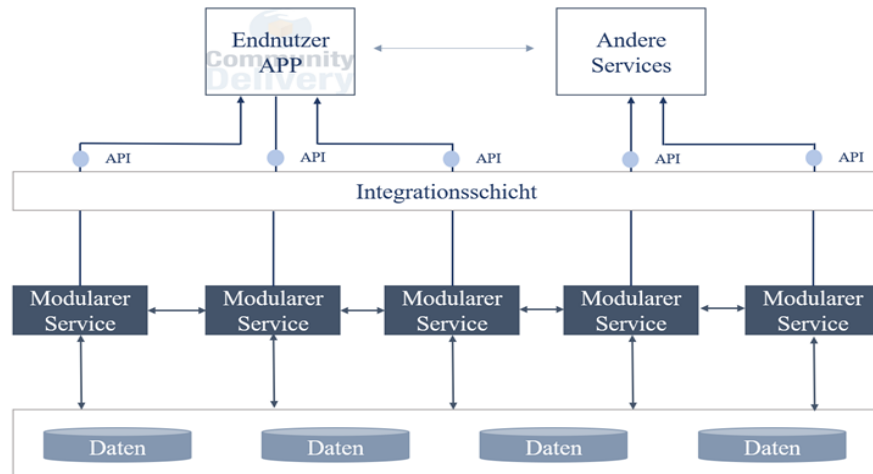 Endnutzer
APP
Community
Delivery
Andere
Services
API
API
API
API
API
Integrationsschicht
Modularer
Service
Modularer
Service
Modularer
Service
Modularer
Service
Modularer
Service
Daten
Daten
Daten
Daten